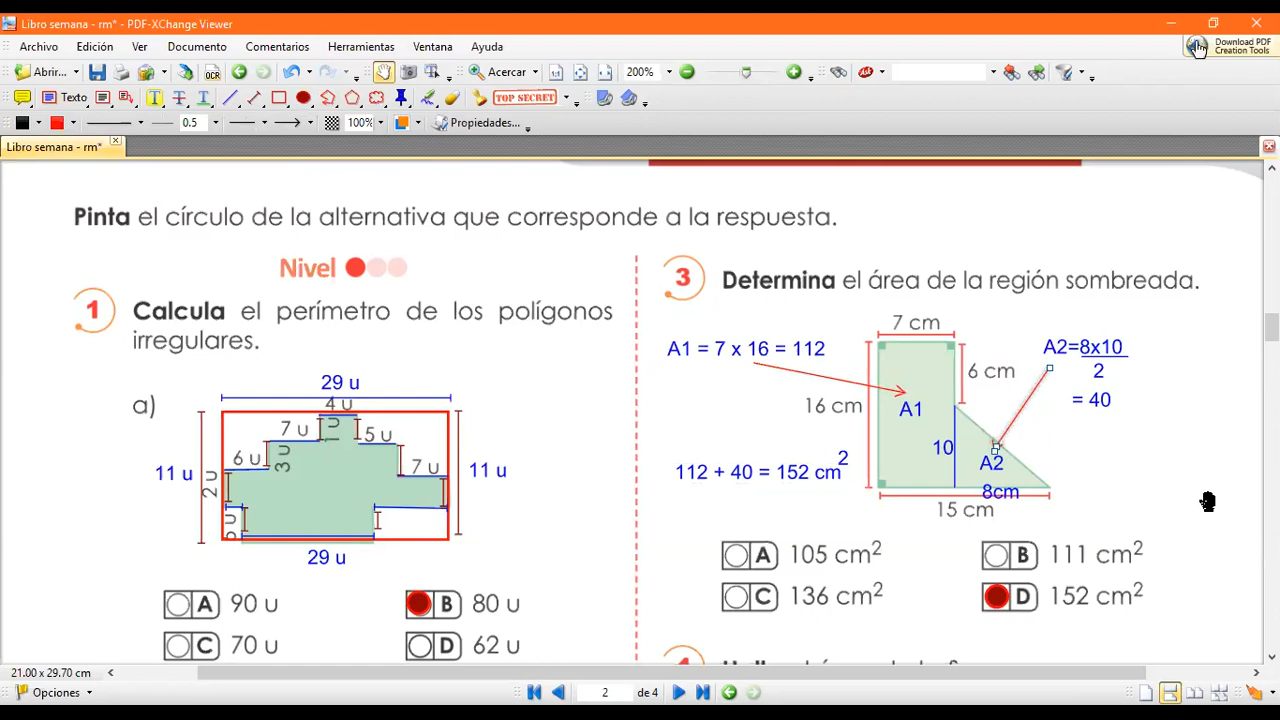 Libro semana - rm* - PDF-XChange Viewer
Archivo Edición Ver Documento Comentarios Herramientas Ventana Ayuda
Download PDF
Creation Tools
Abrir... OCR Acercar 200%
Texto TOP SECRET
0.5 100% Propiedades...
Libro semana - rm*
Pinta el círculo de la alternativa que corresponde a la respuesta.
Nivel
1 Calcula el perímetro de los polígonos
irregulares.
a)
29 u
4 u
1 u
7 u
5 u
6 u
3 u
7 u
11 u
2 u
11 u
5 u
29 u
A 90 u
B 80 u
C 70 u
D 62 u
3 Determina el área de la región sombreada.
7 cm
A1 = 7 x 16 = 112
A2=8x10
2
= 40
6 cm
16 cm
A1
10
A2
8cm
112 + 40 = 152 cm2
15 cm
A 105 cm2
B 111 cm2
C 136 cm2
D 152 cm2
21.00 x 29.70 cm
Opciones 2 de 4